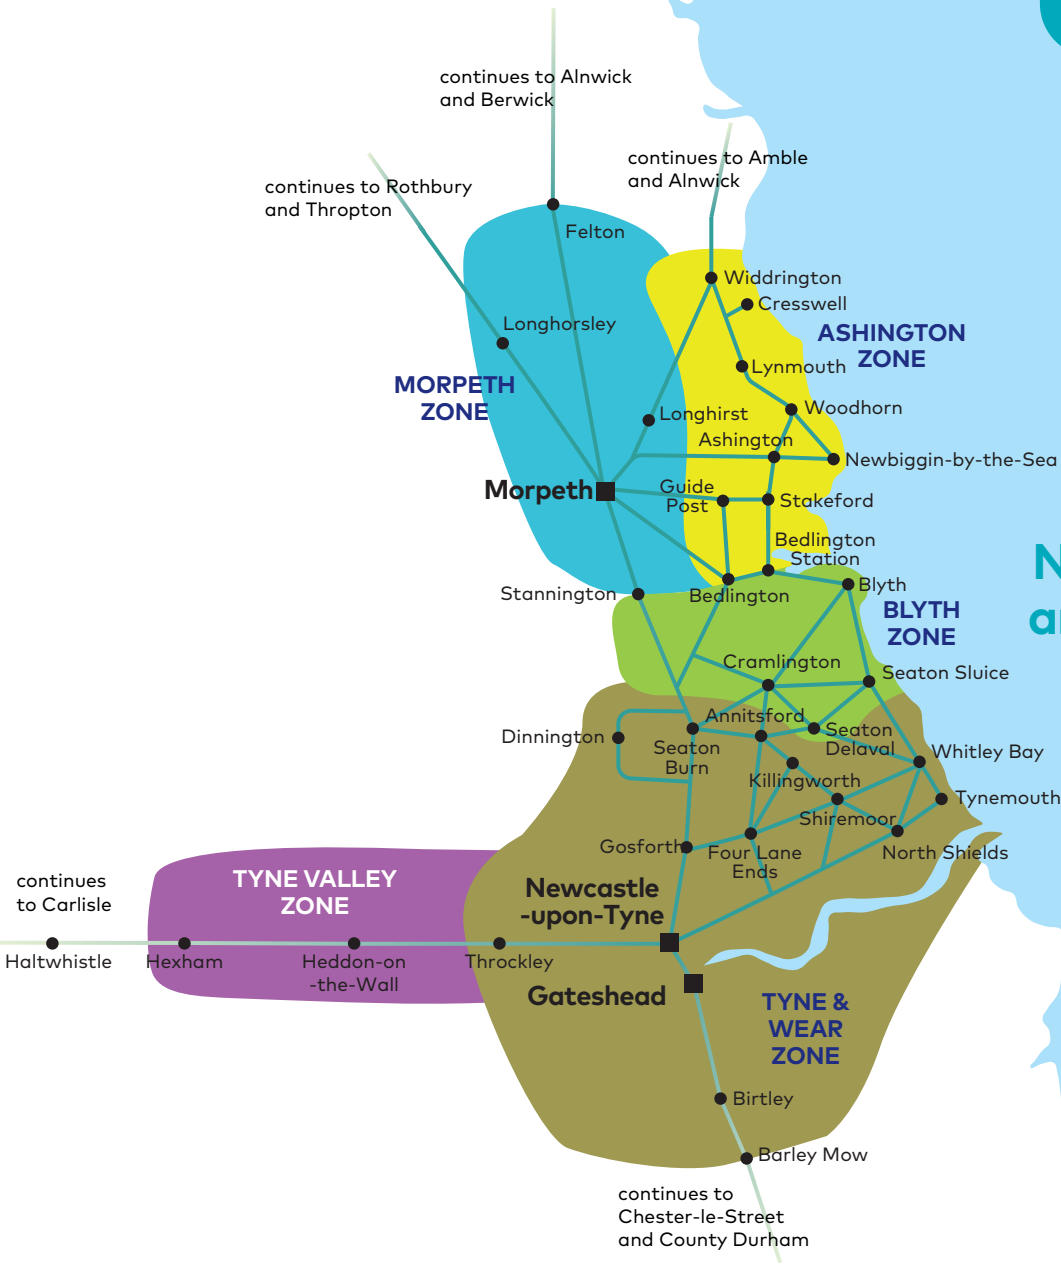 continues to Alnwick
and Berwick
continues to Amble
and Alnwick
continues to Rothbury
and Thropton
Felton
Widdrington
Cresswell
Longhorsley
ASHINGTON
ZONE
Lynmouth
MORPETH
ZONE
Longhirst
Woodhorn
Ashington
Newbiggin-by-the-Sea
Morpeth
Guide
Post
Stakeford
Bedlington
Station
Stannington
Bedlington
Blyth
BLYTH
ZONE
Cramlington
Seaton Sluice
Annitsford
Seaton
Delaval
Dinnington
Seaton
Burn
Whitley Bay
Killingworth
Tynemouth
Shiremoor
Gosforth
Four Lane
Ends
North Shields
continues
to Carlisle
TYNE VALLEY
ZONE
Newcastle
-upon-Tyne
Haltwhistle
Hexham
Heddon-on
-the-Wall
Throckley
Gateshead
TYNE &
WEAR
ZONE
Birtley
Barley Mow
continues to
Chester-le-Street
and County Durham